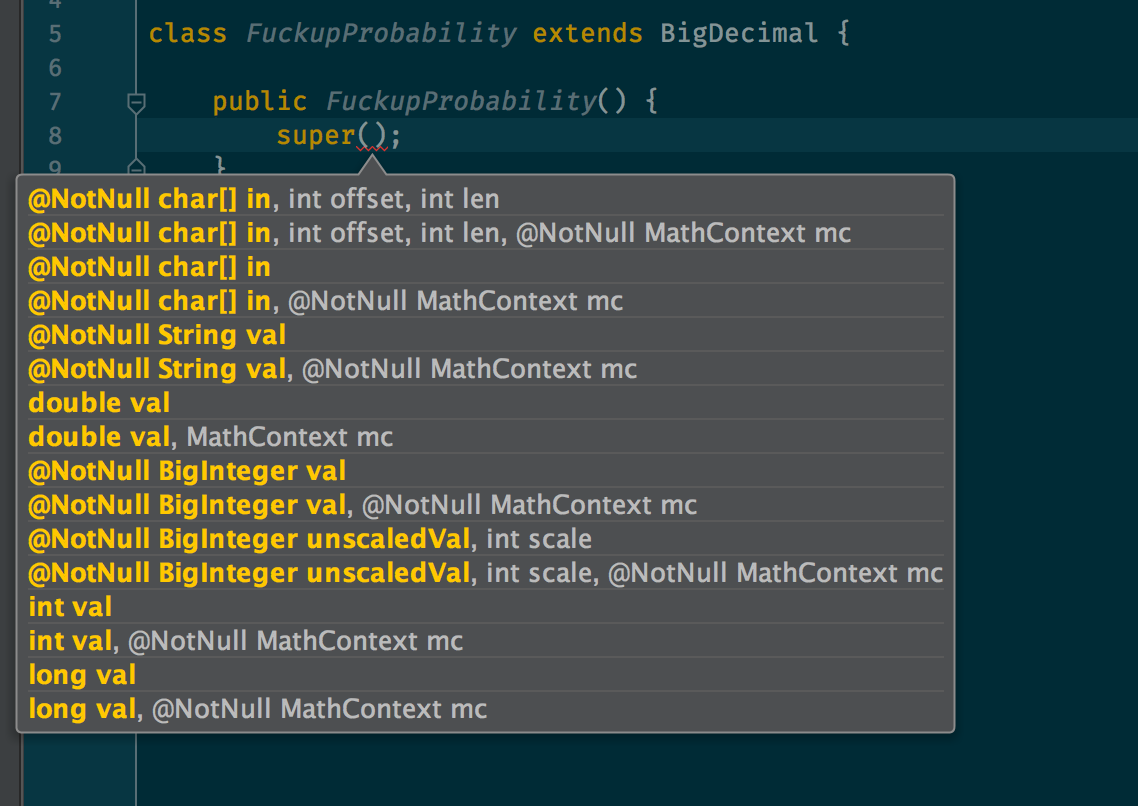 4
5 class FuckupProbability extends BigDecimal {
6
7 public FuckupProbability() {
8 super();
9 }
@NotNull char[] in, int offset, int len
@NotNull char[] in, int offset, int len, @NotNull MathContext mc
@NotNull char[] in
@NotNull char[] in, @NotNull MathContext mc
@NotNull String val
@NotNull String val, @NotNull MathContext mc
double val
double val, MathContext mc
@NotNull BigInteger val
@NotNull BigInteger val, @NotNull MathContext mc
@NotNull BigInteger unscaledVal, int scale
@NotNull BigInteger unscaledVal, int scale, @NotNull MathContext mc
int val
int val, @NotNull MathContext mc
long val
long val, @NotNull MathContext mc